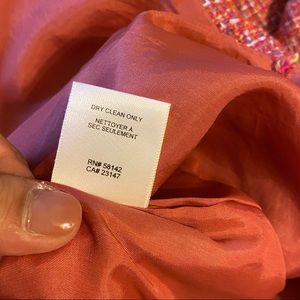 DRY CLEAN ONLY
NETTOYER À
SEC SEULEMENT
RN# 58142
CA# 23147